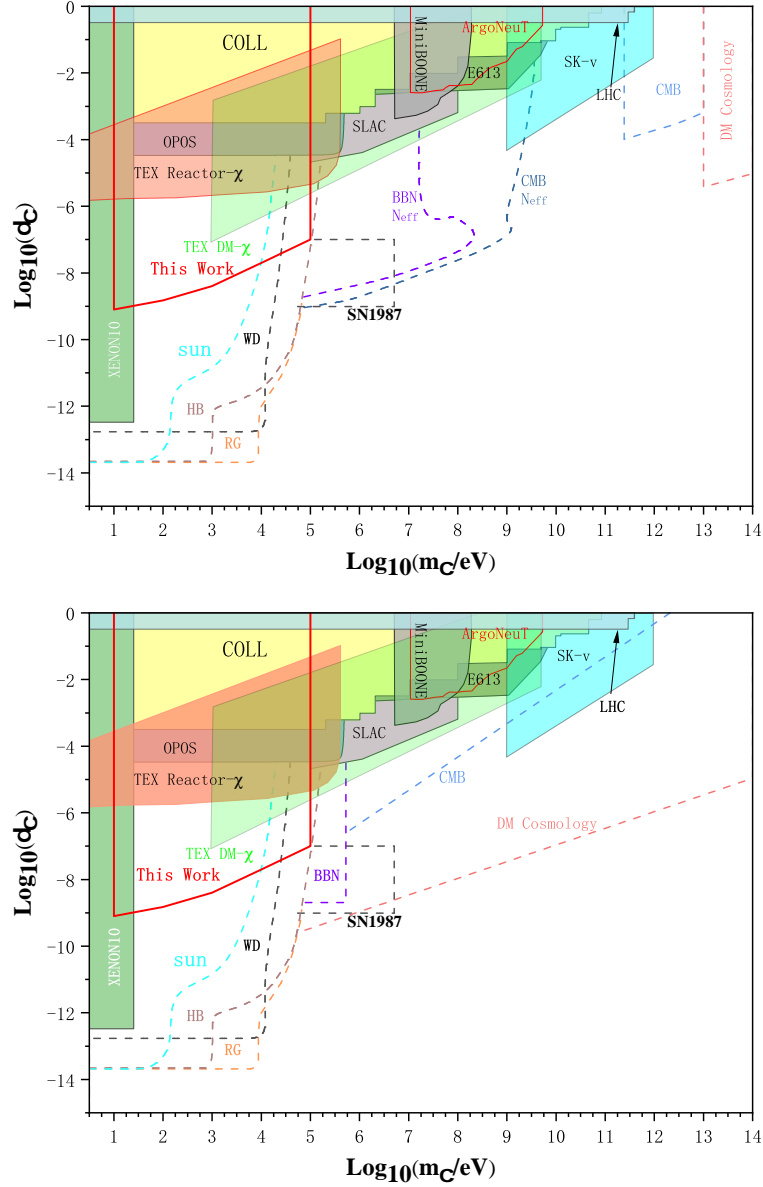 0
−2
−4
−6
−8
−10
−12
−14
Log10(dC)
COLL
MiniBOONE
ArgoNeuT
E613
SK-v
LHC
CMB
DM Cosmology
OPOS
SLAC
TEX Reactor-χ
BBN
Neff
CMB
Neff
TEX DM-χ
This Work
SN1987
XENON10
sun
WD
HB
RG
1 2 3 4 5 6 7 8 9 10 11 12 13 14
Log10(mC/eV)
0
−2
−4
−6
−8
−10
−12
−14
Log10(dC)
COLL
MiniBOONE
ArgoNeuT
E613
SK-v
LHC
OPOS
SLAC
TEX Reactor-χ
CMB
DM Cosmology
TEX DM-χ
This Work
BBN
SN1987
XENON10
sun
WD
HB
RG
1 2 3 4 5 6 7 8 9 10 11 12 13 14
Log10(mC/eV)